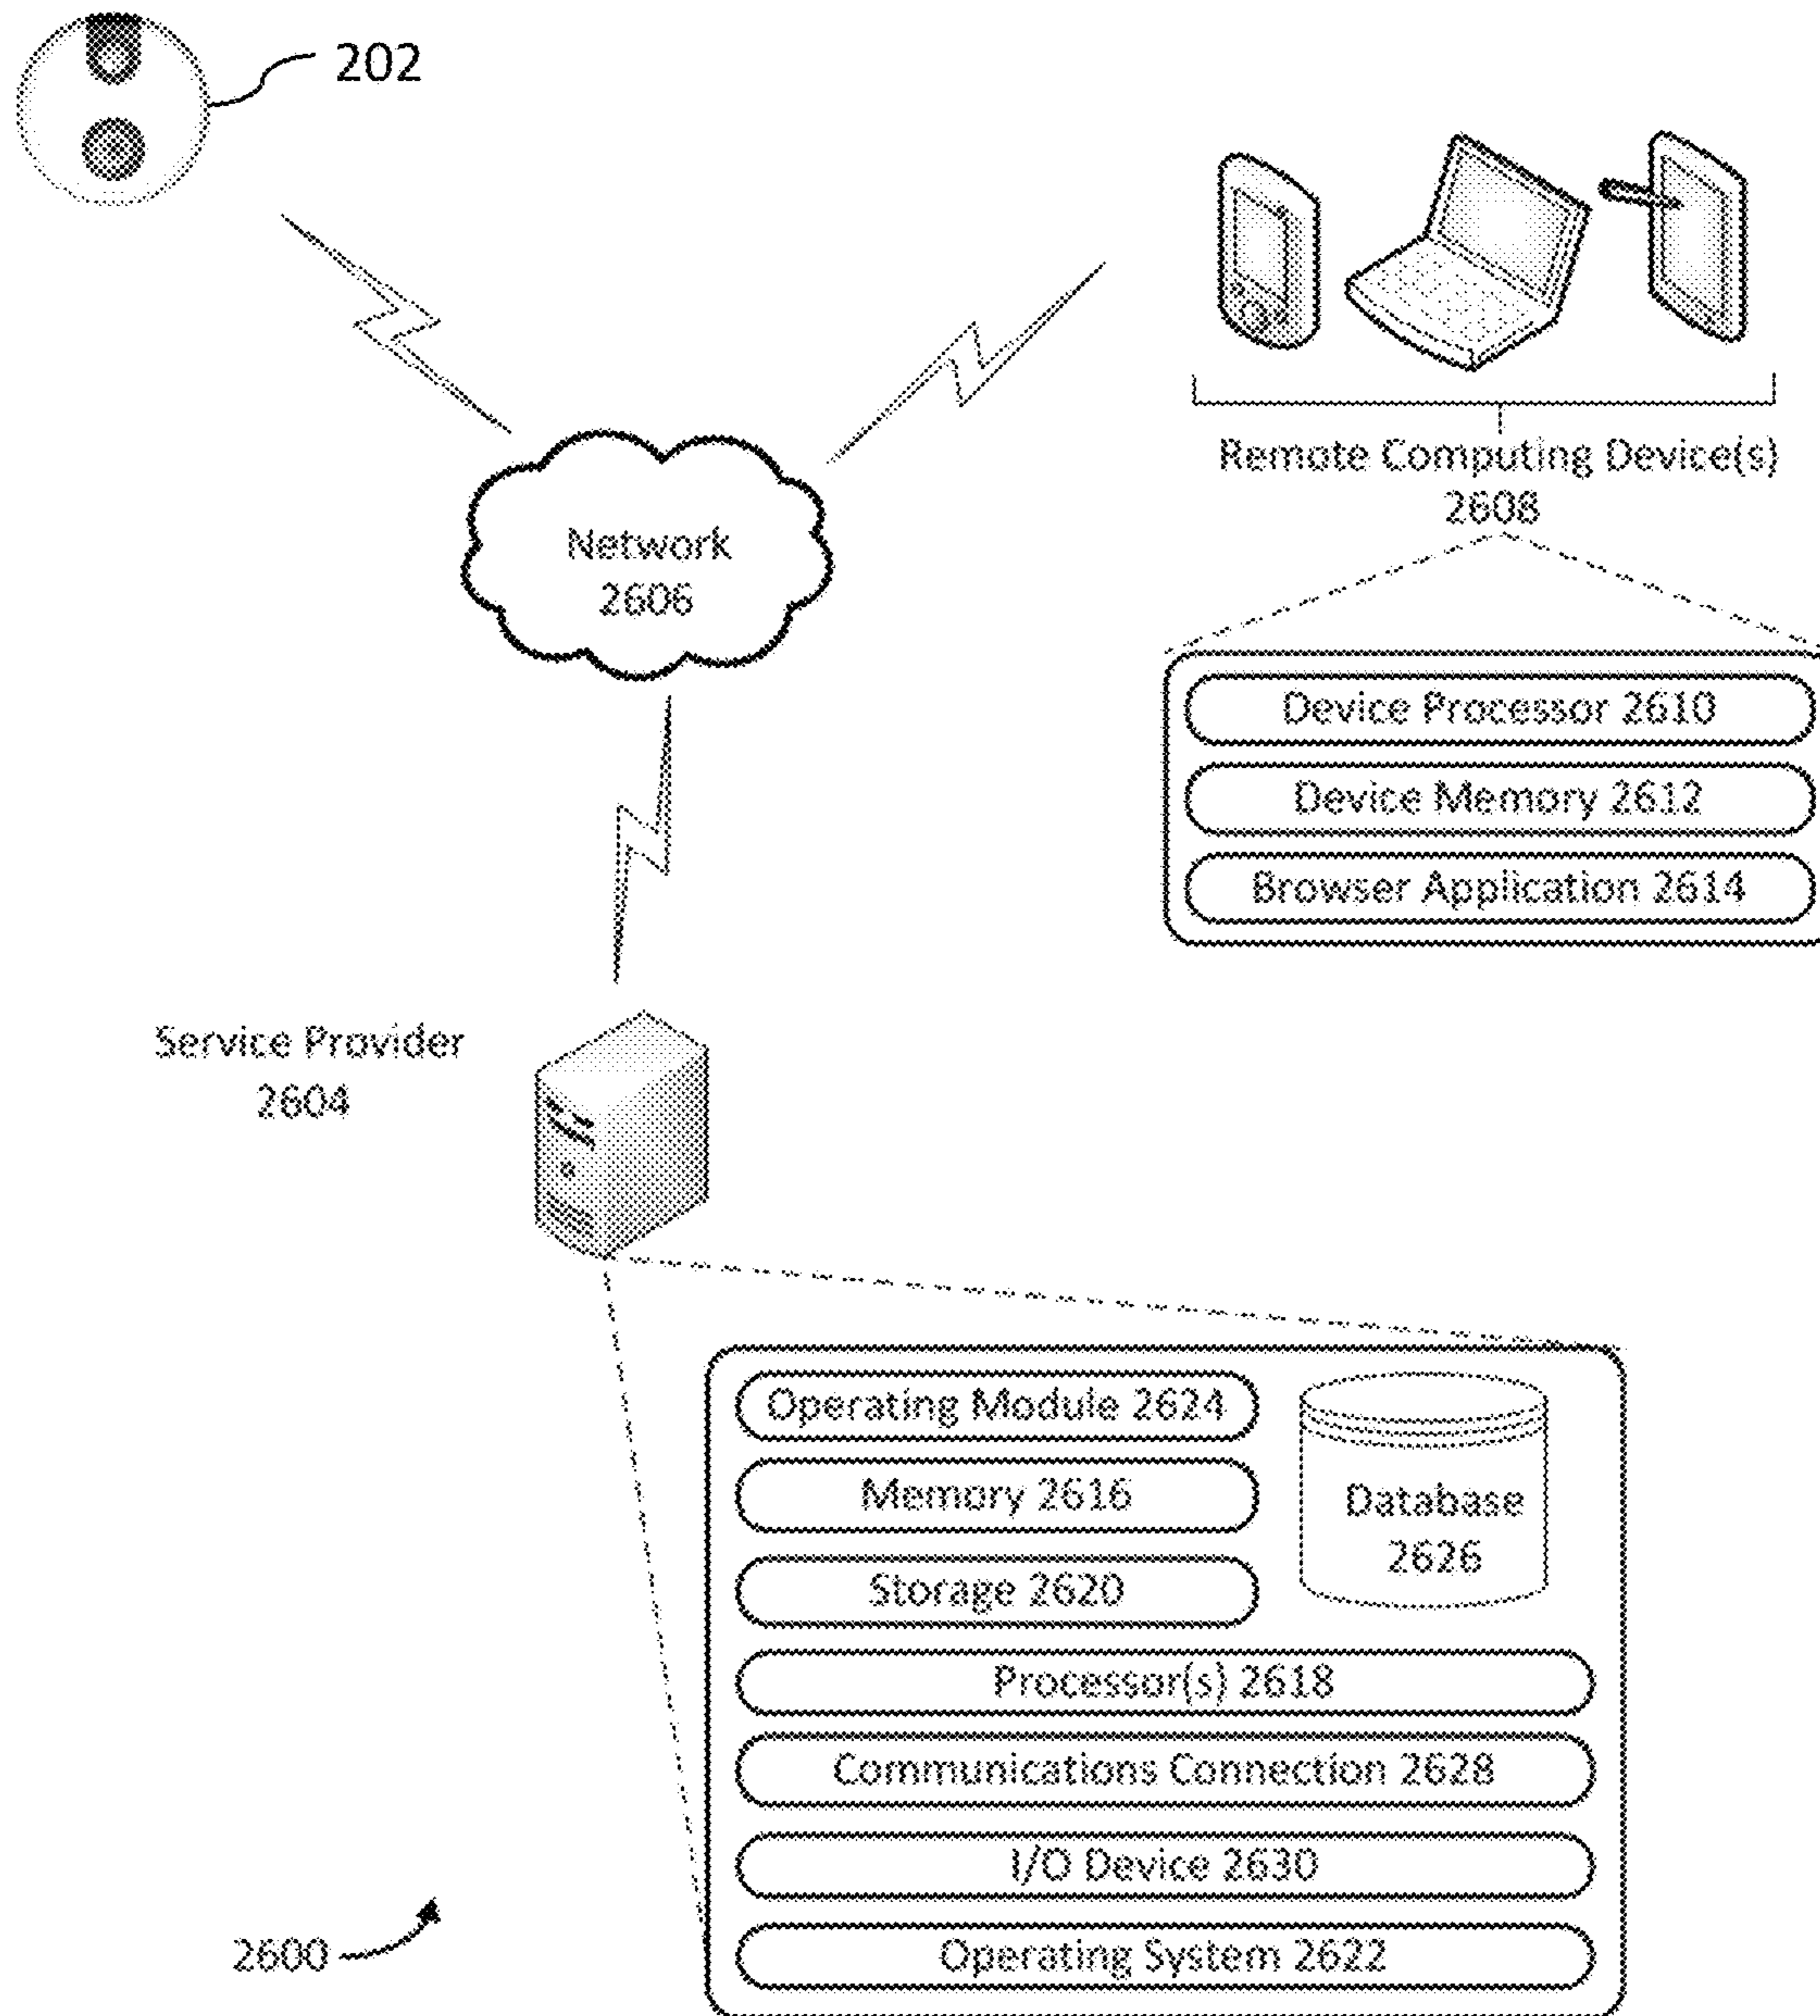 202
Remote Computing Device(s)
2608
Network
2606
Device Processor 2610
Device Memory 2612
Browser Application 2614
Service Provider
2604
Operating Module 2624
Memory 2616
Storage 2620
Database
2626
Processor(s) 2618
Communications Connection 2628
I/O Device 2630
Operating System 2622
2600